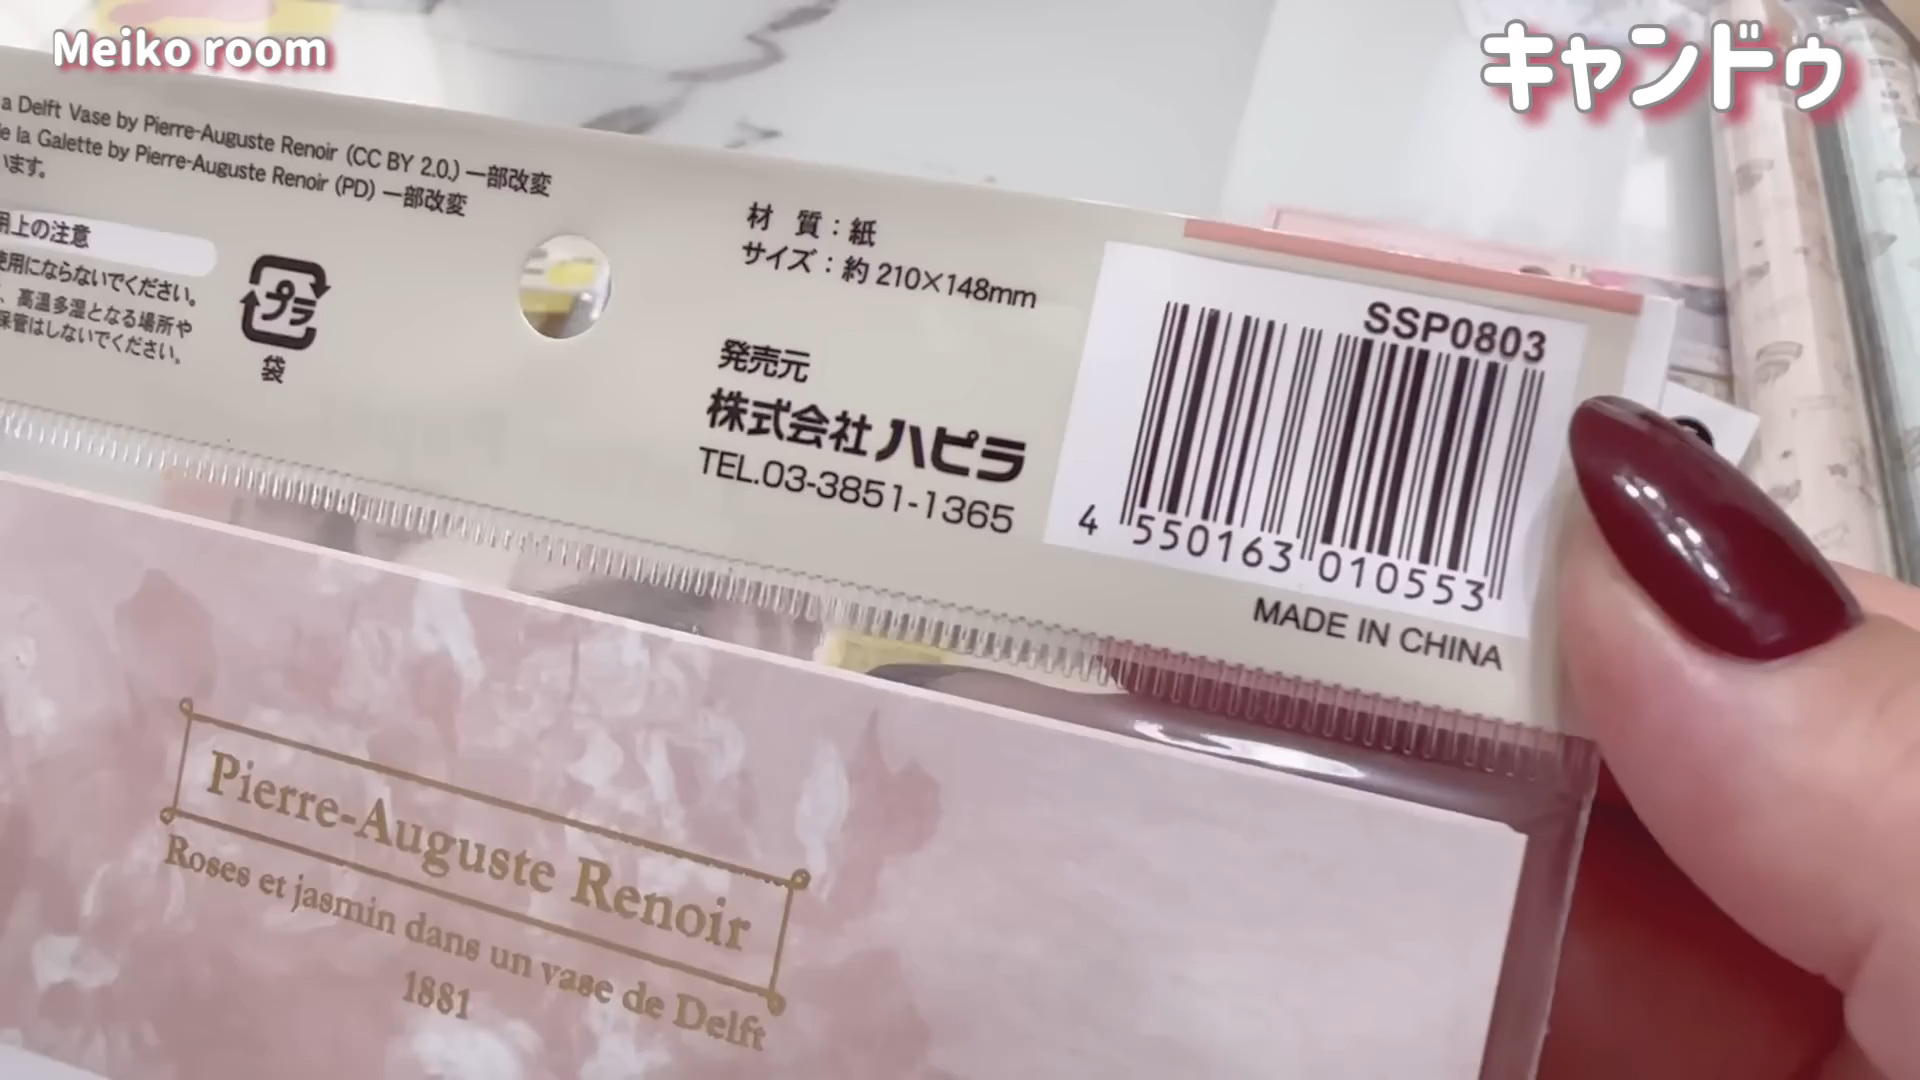 Meiko room
キャンドゥ
a Delft Vase by Pierre-Auguste Renoir (CC BY 2.0.) 一部改変
de la Galette by Pierre-Auguste Renoir (PD) 一部改変
います。
用上の注意
使用にならないでください。
、高温多湿となる場所や
保管はしないでください。
プラ
袋
材 質：紙
サイズ：約210×148mm
発売元
株式会社ハピラ
TEL.03-3851-1365
SSP0803
4 550163 010553
MADE IN CHINA
Pierre-Auguste Renoir
Roses et jasmin dans un vase de Delft
1881